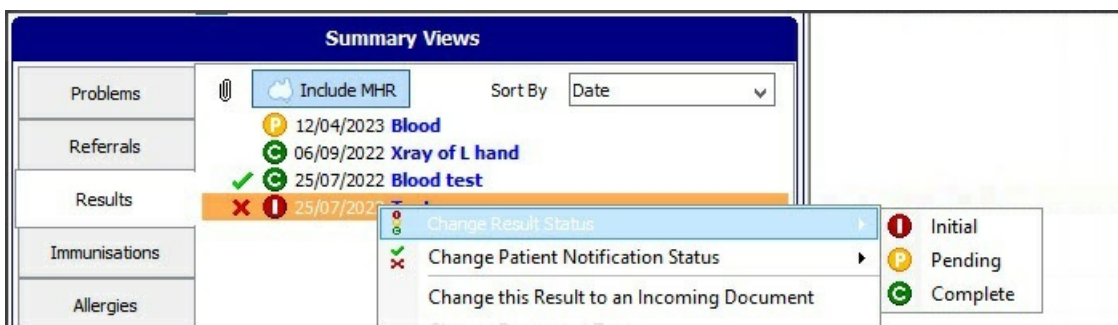 Summary Views
Problems
Referrals
Results
Immunisations
Allergies
Include MHR
Sort By Date
P 12/04/2023 Blood
C 06/09/2022 Xray of L hand
C 25/07/2022 Blood test
I 25/07/202
Change Result Status
Change Patient Notification Status
Change this Result to an Incoming Document
I Initial
P Pending
C Complete